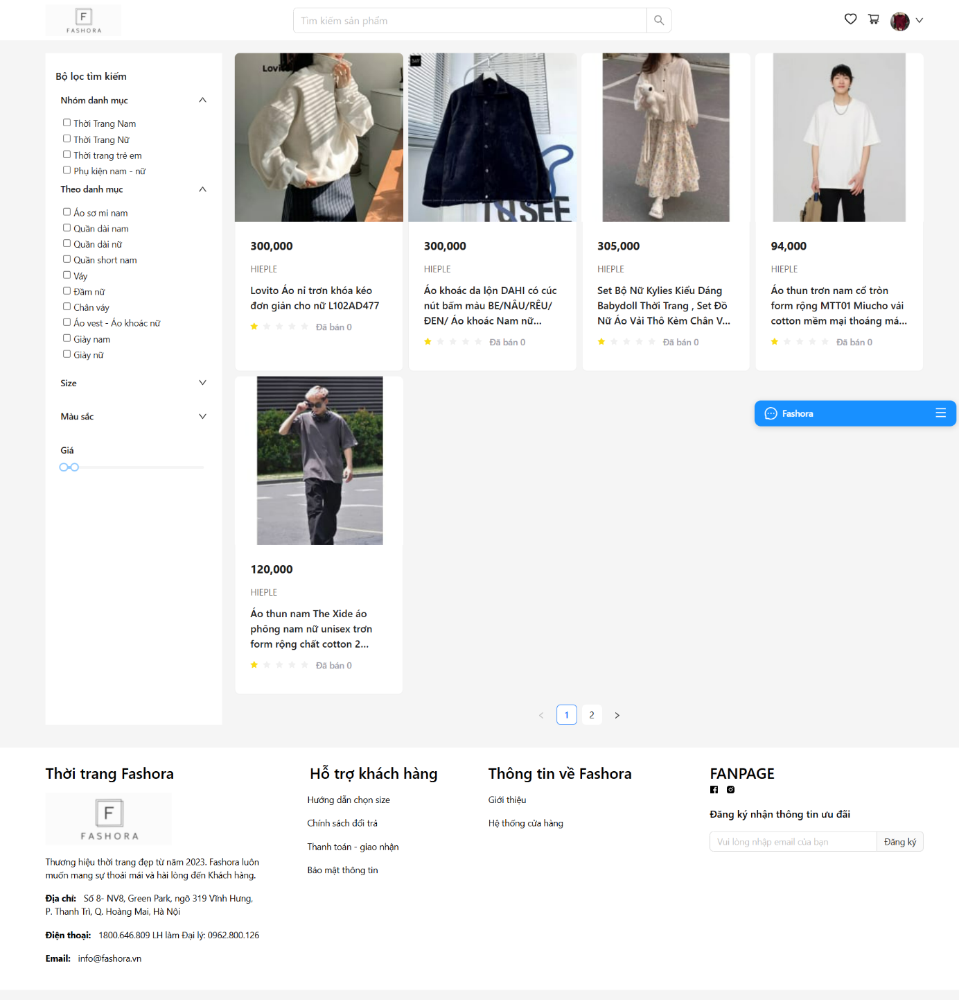 F
FASHORA
Tìm kiếm sản phẩm
Bộ lọc tìm kiếm
Nhóm danh mục
Thời Trang Nam
Thời Trang Nữ
Thời trang trẻ em
Phụ kiện nam - nữ
Theo danh mục
Áo sơ mi nam
Quần dài nam
Quần dài nữ
Quần short nam
Váy
Đầm nữ
Chân váy
Áo vest - Áo khoác nữ
Giày nam
Giày nữ
Size
Màu sắc
Giá
Lovito
300,000
HIEPLE
Lovito Áo nỉ trơn khóa kéo
đơn giản cho nữ L102AD477
Đã bán 0
300,000
HIEPLE
Áo khoác da lộn DAHI có cúc
nút bấm màu BE/NÂU/RÊU/
ĐEN/ Áo khoác Nam nữ...
Đã bán 0
305,000
HIEPLE
Set Bộ Nữ Kylies Kiểu Dáng
Babydoll Thời Trang , Set Đồ
Nữ Áo Vải Thô Kèm Chân V...
Đã bán 0
94,000
HIEPLE
Áo thun trơn nam cổ tròn
form rộng MTT01 Miucho vải
cotton mềm mại thoáng má...
Đã bán 0
120,000
HIEPLE
Áo thun nam The Xide áo
phông nam nữ unisex trơn
form rộng chất cotton 2...
Đã bán 0
Fashora
1
2
Thời trang Fashora
F
FASHORA
Thương hiệu thời trang đẹp từ năm 2023. Fashora luôn
muốn mang sự thoải mái và hài lòng đến Khách hàng.
Địa chỉ: Số 8- NV8, Green Park, ngõ 319 Vĩnh Hưng,
P. Thanh Trì, Q. Hoàng Mai, Hà Nội
Điện thoại: 1800.646.809 LH làm Đại lý: 0962.800.126
Email: info@fashora.vn
Hỗ trợ khách hàng
Hướng dẫn chọn size
Chính sách đổi trả
Thanh toán - giao nhận
Bảo mật thông tin
Thông tin về Fashora
Giới thiệu
Hệ thống cửa hàng
FANPAGE
Đăng ký nhận thông tin ưu đãi
Vui lòng nhập email của bạn
Đăng ký